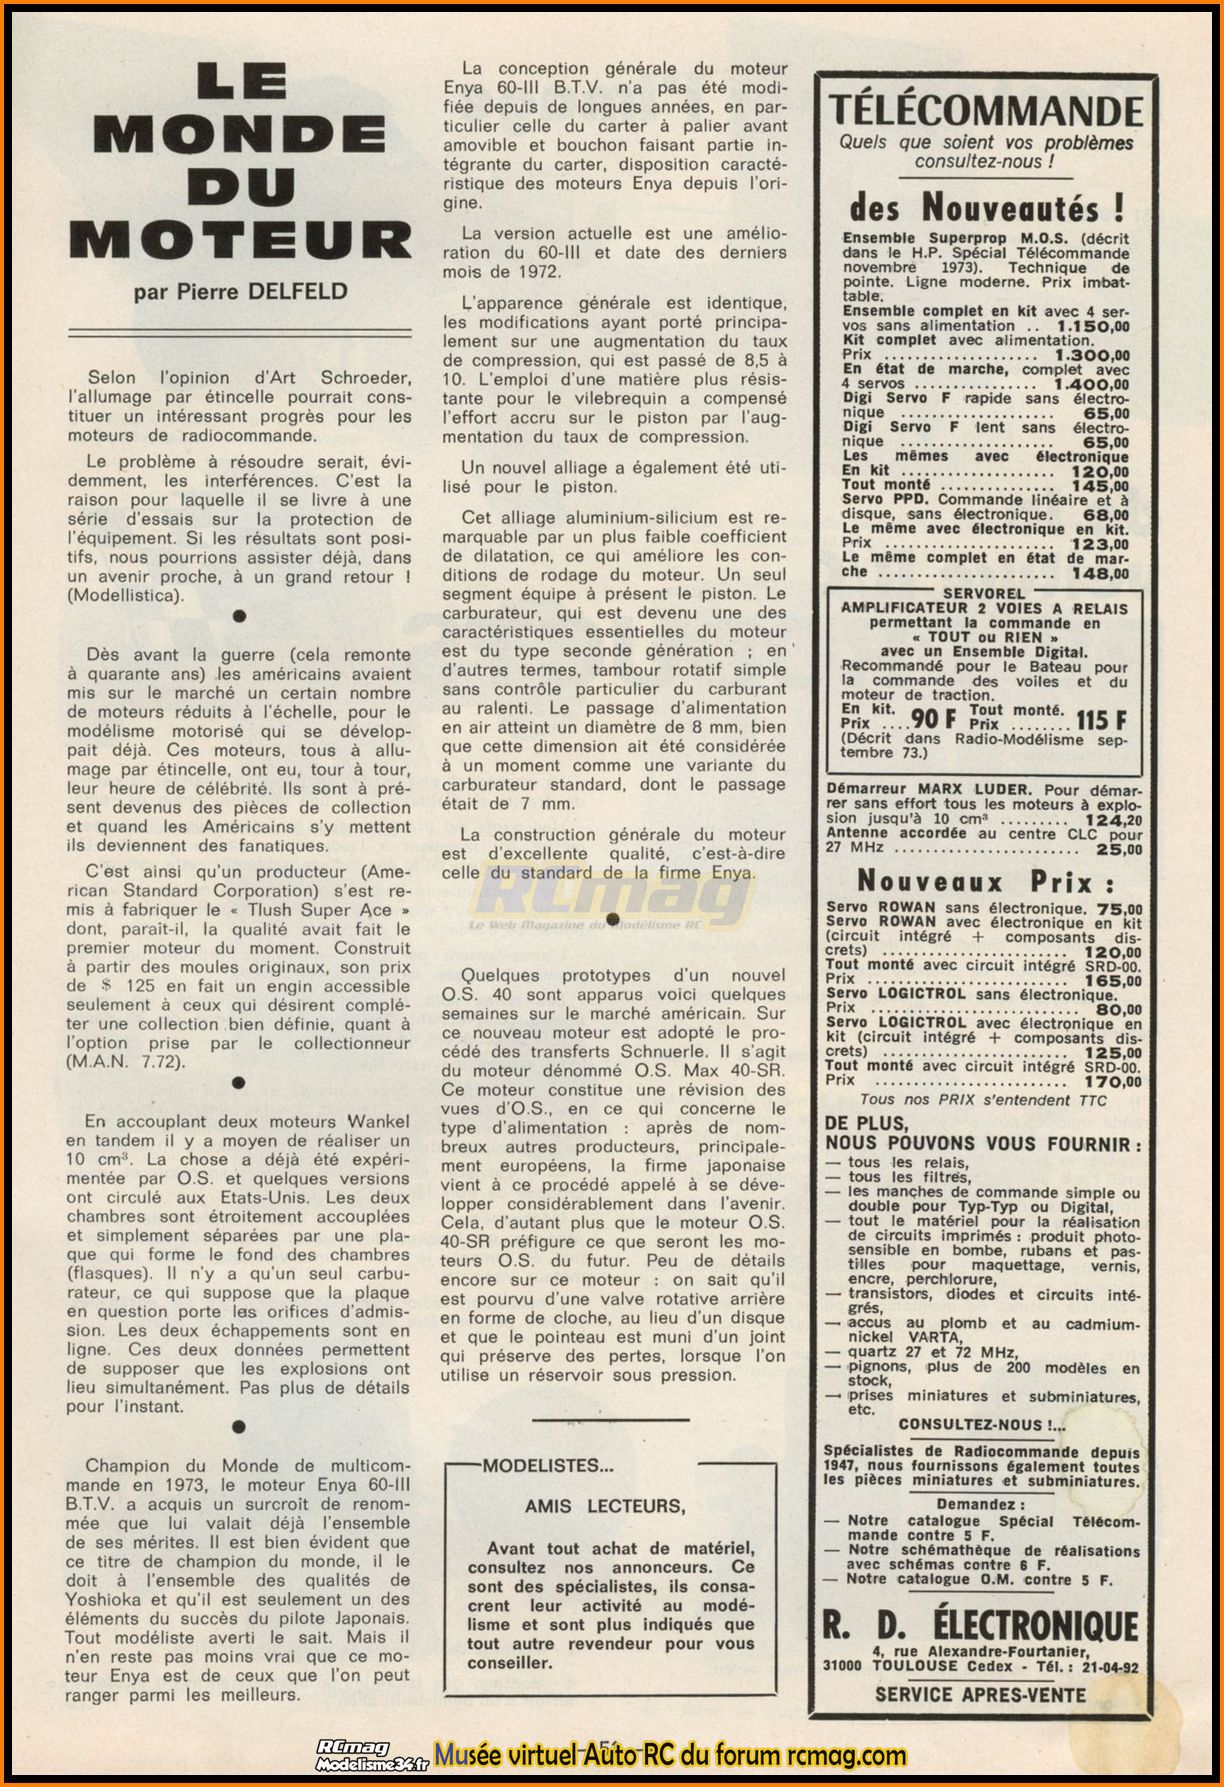 LE
MONDE
DU
MOTEUR
par Pierre DELFELD
Selon l'opinion d'Art Schroeder,
l'allumage par étincelle pourrait cons-
tituer un intéressant progrès pour les
moteurs de radiocommande.
Le problème à résoudre serait, évi-
demment, les interférences. C'est la
raison pour laquelle il se livre à une
série d'essais sur la protection de
l'équipement. Si les résultats sont posi-
tifs, nous pourrions assister déjà, dans
un avenir proche, à un grand retour !
(Modellistica).
●
Dès avant la guerre (cela remonte
à quarante ans) les américains avaient
mis sur le marché un certain nombre
de moteurs réduits à l'échelle, pour le
modélisme motorisé qui se dévelop-
pait déjà. Ces moteurs, tous à allu-
mage par étincelle, ont eu, tour à tour,
leur heure de célébrité. Ils sont à pré-
sent devenus des pièces de collection
et quand les Américains s'y mettent
ils deviennent des fanatiques.
C'est ainsi qu'un producteur (Ame-
rican Standard Corporation) s'est re-
mis à fabriquer le « Tlush Super Ace »
dont, parait-il, la qualité avait fait le
premier moteur du moment. Construit
à partir des moules originaux, son prix
de $ 125 en fait un engin accessible
seulement à ceux qui désirent complé-
ter une collection bien définie, quant à
l'option prise par le collectionneur
(M.A.N. 7.72).
●
En accouplant deux moteurs Wankel
en tandem il y a moyen de réaliser un
10 cm³. La chose a déjà été expéri-
mentée par O.S. et quelques versions
ont circulé aux Etats-Unis. Les deux
chambres sont étroitement accouplées
et simplement séparées par une pla-
que qui forme le fond des chambres
(flasques). Il n'y a qu'un seul carbu-
rateur, ce qui suppose que la plaque
en question porte les orifices d'admis-
sion. Les deux échappements sont en
ligne. Ces deux données permettent
de supposer que les explosions ont
lieu simultanément. Pas plus de détails
pour l'instant.
●
Champion du Monde de multicom-
mande en 1973, le moteur Enya 60-III
B.T.V. a acquis un surcroît de renom-
mée que lui valait déjà l'ensemble
de ses mérites. Il est bien évident que
ce titre de champion du monde, il le
doit à l'ensemble des qualités de
Yoshioka et qu'il est seulement un des
éléments du succès du pilote Japonais.
Tout modéliste averti le sait. Mais il
n'en reste pas moins vrai que ce mo-
teur Enya est de ceux que l'on peut
ranger parmi les meilleurs.
La conception générale du moteur
Enya 60-III B.T.V. n'a pas été modi-
fiée depuis de longues années, en par-
ticulier celle du carter à palier avant
amovible et bouchon faisant partie in-
tégrante du carter, disposition caracté-
ristique des moteurs Enya depuis l'ori-
gine.
La version actuelle est une amélio-
ration du 60-III et date des derniers
mois de 1972.
L'apparence générale est identique,
les modifications ayant porté principa-
lement sur une augmentation du taux
de compression, qui est passé de 8,5 à
10. L'emploi d'une matière plus résis-
tante pour le vilebrequin a compensé
l'effort accru sur le piston par l'aug-
mentation du taux de compression.
Un nouvel alliage a également été uti-
lisé pour le piston.
Cet alliage aluminium-silicium est re-
marquable par un plus faible coefficient
de dilatation, ce qui améliore les con-
ditions de rodage du moteur. Un seul
segment équipe à présent le piston. Le
carburateur, qui est devenu une des
caractéristiques essentielles du moteur
est du type seconde génération ; en
d'autres termes, tambour rotatif simple
sans contrôle particulier du carburant
au ralenti. Le passage d'alimentation
en air atteint un diamètre de 8 mm, bien
que cette dimension ait été considérée
à un moment comme une variante du
carburateur standard, dont le passage
était de 7 mm.
La construction générale du moteur
est d'excellente qualité, c'est-à-dire
celle du standard de la firme Enya.
RCmag
Le Web Magazine du Modélisme RC
●
Quelques prototypes d'un nouvel
O.S. 40 sont apparus voici quelques
semaines sur le marché américain. Sur
ce nouveau moteur est adopté le pro-
cédé des transferts Schnuerle. Il s'agit
du moteur dénommé O.S. Max 40-SR.
Ce moteur constitue une révision des
vues d'O.S., en ce qui concerne le
type d'alimentation : après de nom-
breux autres producteurs, principale-
ment européens, la firme japonaise
vient à ce procédé appelé à se déve-
lopper considérablement dans l'avenir.
Cela, d'autant plus que le moteur O.S.
40-SR préfigure ce que seront les mo-
teurs O.S. du futur. Peu de détails
encore sur ce moteur : on sait qu'il
est pourvu d'une valve rotative arrière
en forme de cloche, au lieu d'un disque
et que le pointeau est muni d'un joint
qui préserve des pertes, lorsque l'on
utilise un réservoir sous pression.
MODELISTES...
AMIS LECTEURS,
Avant tout achat de matériel,
consultez nos annonceurs. Ce
sont des spécialistes, ils consa-
crent leur activité au modé-
lisme et sont plus indiqués que
tout autre revendeur pour vous
conseiller.
TÉLÉCOMMANDE
Quels que soient vos problèmes
consultez-nous !
des Nouveautés !
Ensemble Superprop M.O.S. (décrit
dans le H.P. Spécial Télécommande
novembre 1973). Technique de
pointe. Ligne moderne. Prix imbat-
table.
Ensemble complet en kit avec 4 ser-
vos sans alimentation .. 1.150,00
Kit complet avec alimentation.
Prix ................... 1.300,00
En état de marche, complet avec
4 servos ................ 1.400,00
Digi Servo F rapide sans électro-
nique ................... 65,00
Digi Servo F lent sans électro-
nique ................... 65,00
Les mêmes avec électronique
En kit ................... 120,00
Tout monté ............... 145,00
Servo PPD. Commande linéaire et à
disque, sans électronique. 68,00
Le même avec électronique en kit.
Prix ..................... 123,00
Le même complet en état de mar-
che ...................... 148,00
SERVOREL
AMPLIFICATEUR 2 VOIES A RELAIS
permettant la commande en
« TOUT ou RIEN »
avec un Ensemble Digital.
Recommandé pour le Bateau pour
la commande des voiles et du
moteur de traction.
En kit. Tout monté.
Prix ....90 F Prix ........115 F
(Décrit dans Radio-Modélisme sep-
tembre 73.)
Démarreur MARX LUDER. Pour démar-
rer sans effort tous les moteurs à explo-
sion jusqu'à 10 cm³ ......... 124,20
Antenne accordée au centre CLC pour
27 MHz ....................... 25,00
Nouveaux Prix :
Servo ROWAN sans électronique. 75,00
Servo ROWAN avec électronique en kit
(circuit intégré + composants dis-
crets) ....................... 120,00
Tout monté avec circuit intégré SRD-00.
Prix ......................... 165,00
Servo LOGICTROL sans électronique.
Prix .......................... 80,00
Servo LOGICTROL avec électronique en
kit (circuit intégré + composants dis-
crets) ....................... 125,00
Tout monté avec circuit intégré SRD-00.
Prix ........................ 170,00
Tous nos PRIX s'entendent TTC
DE PLUS,
NOUS POUVONS VOUS FOURNIR :
— tous les relais,
— tous les filtres,
— les manches de commande simple ou
double pour Typ-Typ ou Digital,
— tout le matériel pour la réalisation
de circuits imprimés : produit photo-
sensible en bombe, rubans et pas-
tilles pour maquettage, vernis,
encre, perchlorure,
— transistors, diodes et circuits inté-
grés,
— accus au plomb et au cadmium-
nickel VARTA,
— quartz 27 et 72 MHz,
— pignons, plus de 200 modèles en
stock,
— prises miniatures et subminiatures,
etc.
CONSULTEZ-NOUS !...
Spécialistes de Radiocommande depuis
1947, nous fournissons également toutes
les pièces miniatures et subminiatures.
Demandez :
— Notre catalogue Spécial Télécom-
mande contre 5 F.
— Notre schémathèque de réalisations
avec schémas contre 6 F.
— Notre catalogue O.M. contre 5 F.
R. D. ÉLECTRONIQUE
4, rue Alexandre-Fourtanier,
31000 TOULOUSE Cedex - Tél. : 21-04-92
SERVICE APRES-VENTE
RCmag
Modelisme34.fr
Musée virtuel Auto RC du forum rcmag.com